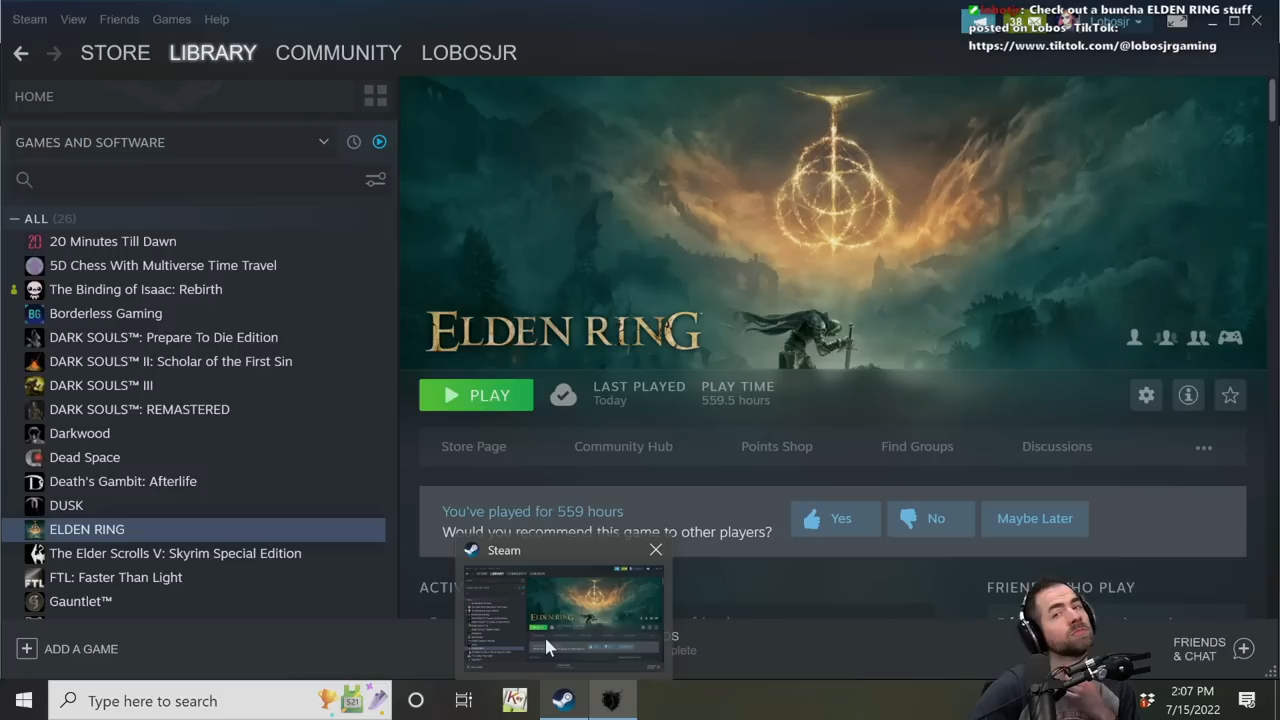 Steam View Friends Games Help
lobotic: Check out a buncha ELDEN RING stuff
posted on Lobos' TikTok:
https://www.tiktok.com/@lobosjrgaming
38 Lobosjr
STORE LIBRARY COMMUNITY LOBOSJR
HOME
GAMES AND SOFTWARE
ALL (26)
20 Minutes Till Dawn
5D Chess With Multiverse Time Travel
The Binding of Isaac: Rebirth
BG Borderless Gaming
DARK SOULS™: Prepare To Die Edition
DARK SOULS™ II: Scholar of the First Sin
DARK SOULS™ III
DARK SOULS™: REMASTERED
Darkwood
Dead Space
Death's Gambit: Afterlife
DUSK
ELDEN RING
The Elder Scrolls V: Skyrim Special Edition
FTL: Faster Than Light
Gauntlet™
ADD A GAME
ELDEN RING
PLAY
LAST PLAYED
Today
PLAY TIME
559.5 hours
Store Page Community Hub Points Shop Find Groups Discussions
You've played for 559 hours
Would you recommend this game to other players?
Yes No Maybe Later
Steam
FRIENDS
CHAT
Type here to search
521
2:07 PM
7/15/2022